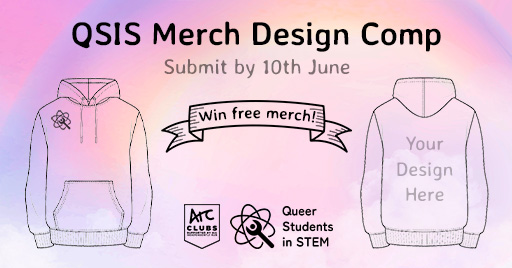 QSIS Merch Design Comp
Submit by 10th June
Win free merch!
Your
Design
Here
Arc
CLUBS
Queer
Students
in STEM